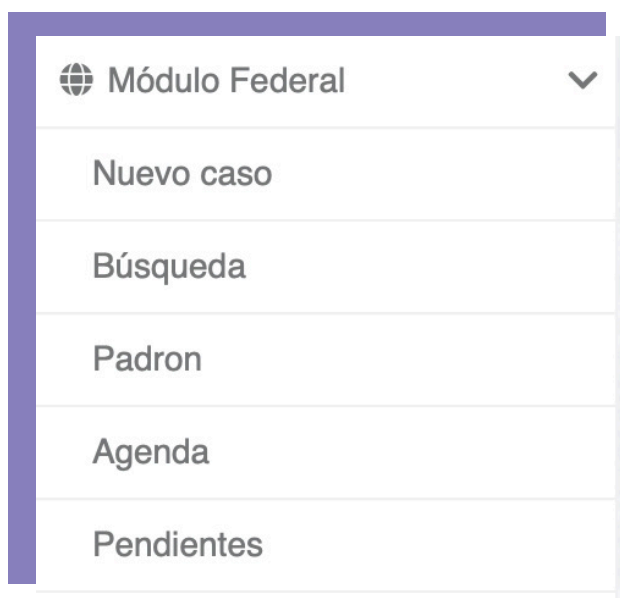 Módulo Federal
Nuevo caso
Búsqueda
Padron
Agenda
Pendientes